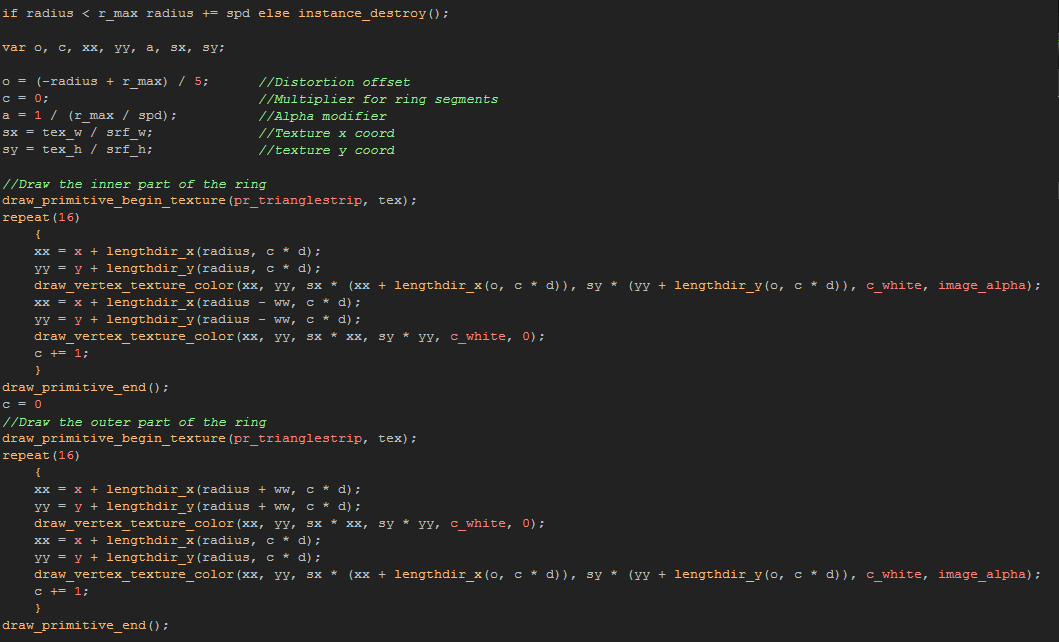 if radius < r_max radius += spd else instance_destroy();

var o, c, xx, yy, a, sx, sy;

o = (-radius + r_max) / 5;      //Distortion offset
c = 0;                          //Multiplier for ring segments
a = 1 / (r_max / spd);          //Alpha modifier
sx = tex_w / srf_w;             //Texture x coord
sy = tex_h / srf_h;             //texture y coord

//Draw the inner part of the ring
draw_primitive_begin_texture(pr_trianglestrip, tex);
repeat(16)
    {
    xx = x + lengthdir_x(radius, c * d);
    yy = y + lengthdir_y(radius, c * d);
    draw_vertex_texture_color(xx, yy, sx * (xx + lengthdir_x(o, c * d)), sy * (yy + lengthdir_y(o, c * d)), c_white, image_alpha);
    xx = x + lengthdir_x(radius - ww, c * d);
    yy = y + lengthdir_y(radius - ww, c * d);
    draw_vertex_texture_color(xx, yy, sx * xx, sy * yy, c_white, 0);
    c += 1;
    }
draw_primitive_end();
c = 0
//Draw the outer part of the ring
draw_primitive_begin_texture(pr_trianglestrip, tex);
repeat(16)
    {
    xx = x + lengthdir_x(radius + ww, c * d);
    yy = y + lengthdir_y(radius + ww, c * d);
    draw_vertex_texture_color(xx, yy, sx * xx, sy * yy, c_white, 0);
    xx = x + lengthdir_x(radius, c * d);
    yy = y + lengthdir_y(radius, c * d);
    draw_vertex_texture_color(xx, yy, sx * (xx + lengthdir_x(o, c * d)), sy * (yy + lengthdir_y(o, c * d)), c_white, image_alpha);
    c += 1;
    }
draw_primitive_end();